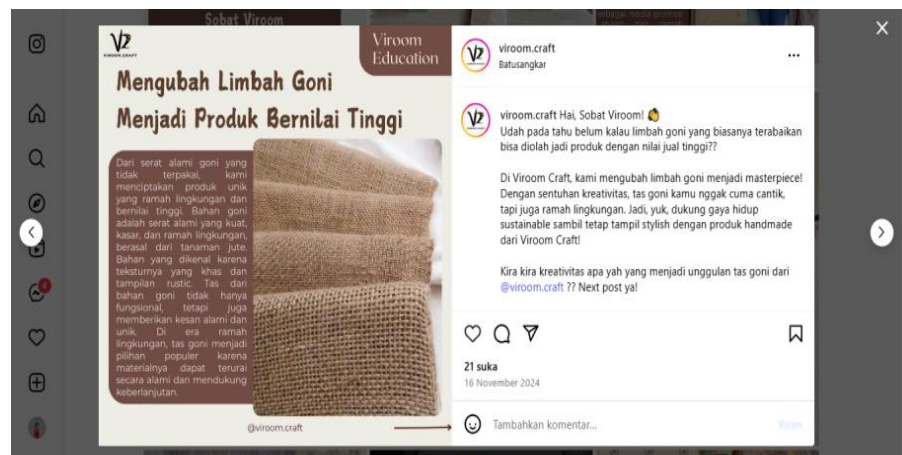 Sobat Viroom
V2
VIROOM.CRAFT
Viroom
Education
Mengubah Limbah Goni
Menjadi Produk Bernilai Tinggi
Dari serat alami goni yang
tidak terpakai, kami
menciptakan produk unik
yang ramah lingkungan dan
bernilai tinggi. Bahan goni
adalah serat alami yang kuat,
kasar, dan ramah lingkungan,
berasal dari tanaman jute.
Bahan yang dikenal karena
teksturnya yang khas dan
tampilan rustic. Tas dari
bahan goni tidak hanya
fungsional, tetapi juga
memberikan kesan alami dan
unik. Di era ramah
lingkungan, tas goni menjadi
pilihan populer karena
materialnya dapat terurai
secara alami dan mendukung
keberlanjutan.
@viroom.craft
viroom.craft
Batusangkar
viroom.craft Hai, Sobat Viroom! 👏
Udah pada tahu belum kalau limbah goni yang biasanya terabaikan
bisa diolah jadi produk dengan nilai jual tinggi??
Di Viroom Craft, kami mengubah limbah goni menjadi masterpiece!
Dengan sentuhan kreativitas, tas goni kamu nggak cuma cantik,
tapi juga ramah lingkungan. Jadi, yuk, dukung gaya hidup
sustainable sambil tetap tampil stylish dengan produk handmade
dari Viroom Craft!
Kira kira kreativitas apa yah yang menjadi unggulan tas goni dari
@viroom.craft ?? Next post ya!
21 suka
16 November 2024
Tambahkan komentar...
Kirim